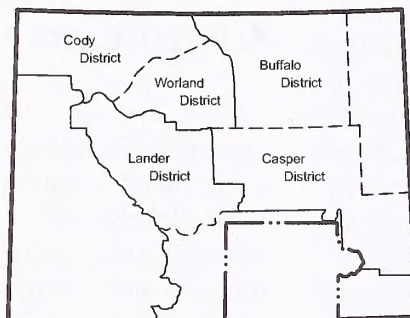 Cody
District
Worland
District
Buffalo
District
Lander
District
Casper
District